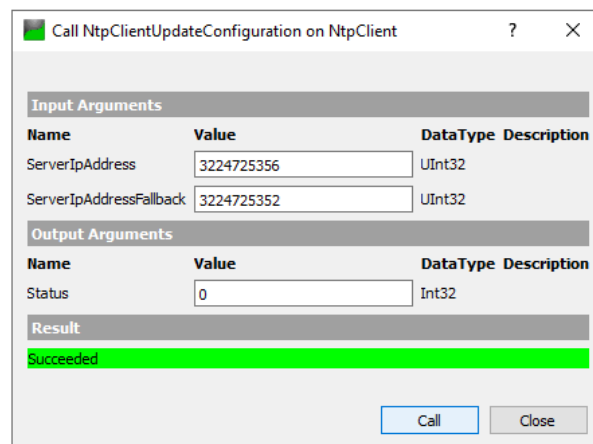 Call NtpClientUpdateConfiguration on NtpClient ? ×
Input Arguments
Name Value DataType Description
ServerIpAddress 3224725356 UInt32
ServerIpAddressFallback 3224725352 UInt32
Output Arguments
Name Value DataType Description
Status 0 Int32
Result
Succeeded
Call Close